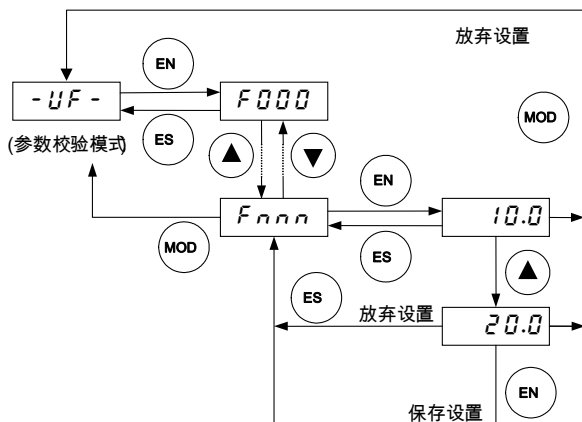 放弃设置
EN
-UF-
F000
(参数校验模式)
ES
▲
▼
MOD
EN
Fnnn
10.0
MOD
ES
▲
ES
放弃设置
20.0
EN
保存设置